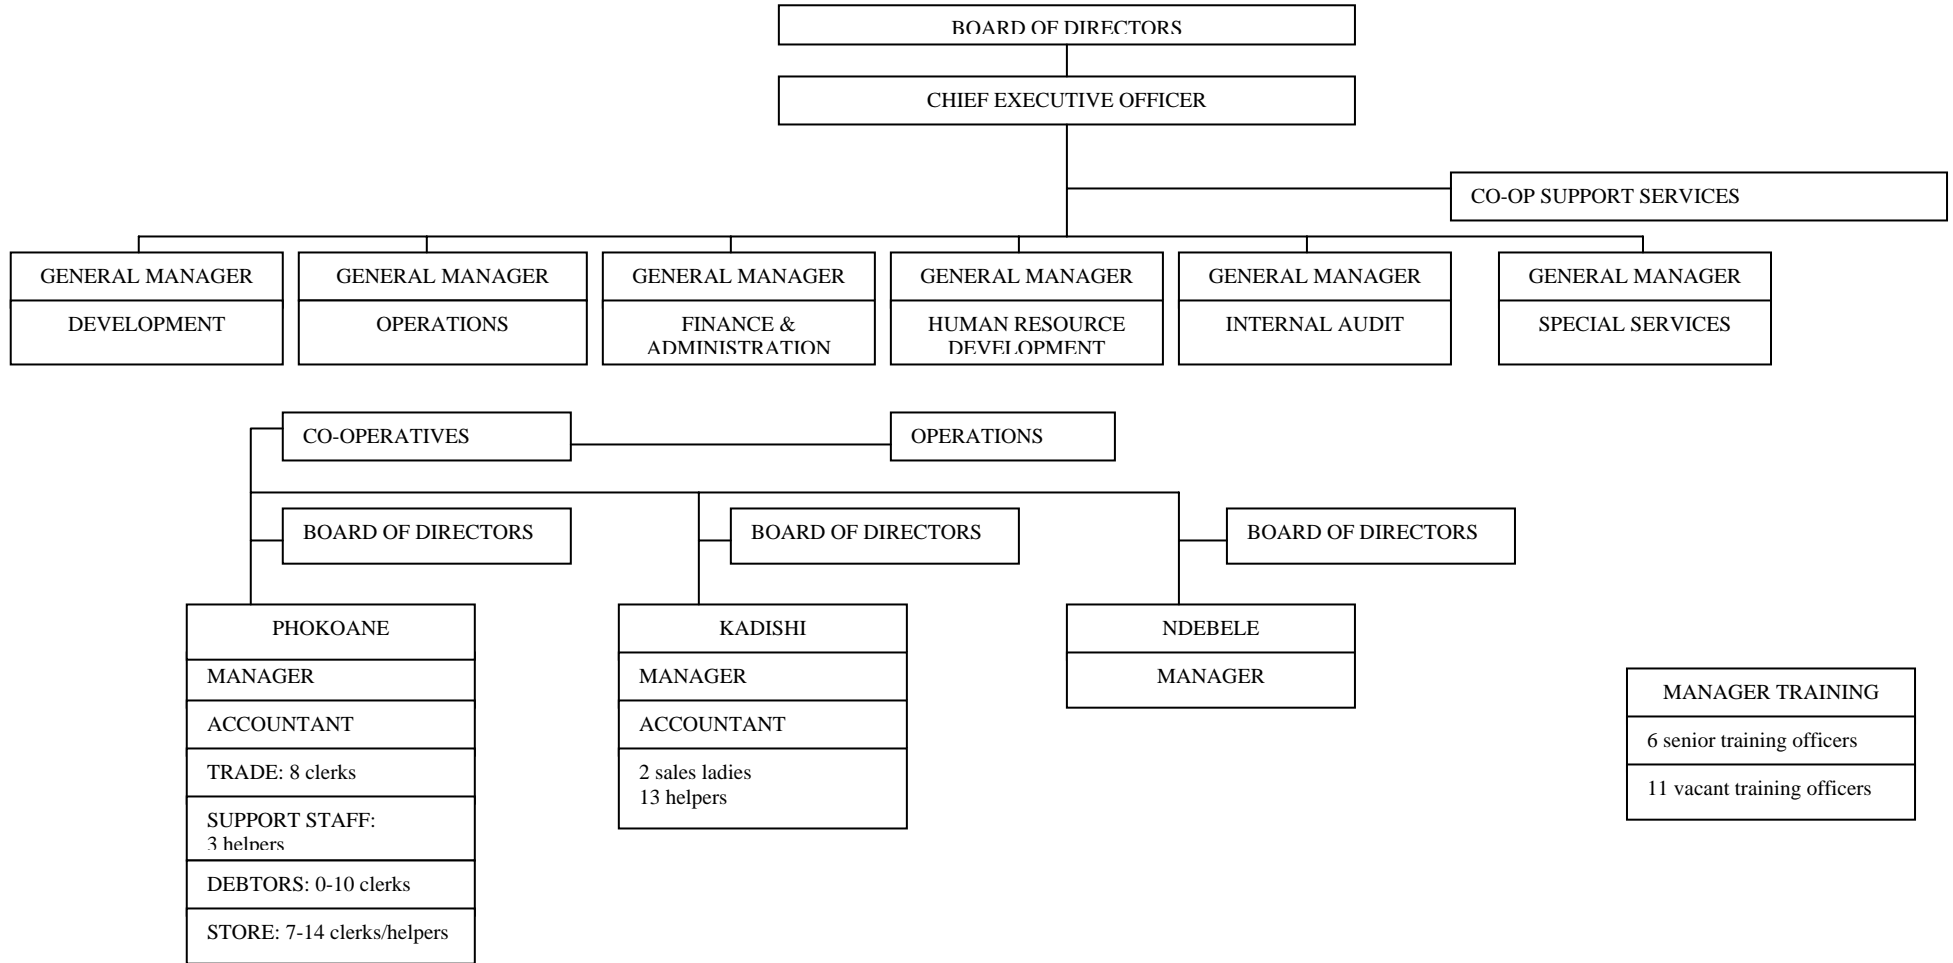 BOARD OF DIRECTORS
CHIEF EXECUTIVE OFFICER
CO-OP SUPPORT SERVICES
GENERAL MANAGER
DEVELOPMENT
GENERAL MANAGER
OPERATIONS
GENERAL MANAGER
FINANCE &
ADMINISTRATION
GENERAL MANAGER
HUMAN RESOURCE
DEVELOPMENT
GENERAL MANAGER
INTERNAL AUDIT
GENERAL MANAGER
SPECIAL SERVICES
CO-OPERATIVES
OPERATIONS
BOARD OF DIRECTORS
BOARD OF DIRECTORS
BOARD OF DIRECTORS
PHOKOANE
MANAGER
ACCOUNTANT
TRADE: 8 clerks
SUPPORT STAFF:
3 helpers
DEBTORS: 0-10 clerks
STORE: 7-14 clerks/helpers
KADISHI
MANAGER
ACCOUNTANT
2 sales ladies
13 helpers
NDEBELE
MANAGER
MANAGER TRAINING
6 senior training officers
11 vacant training officers